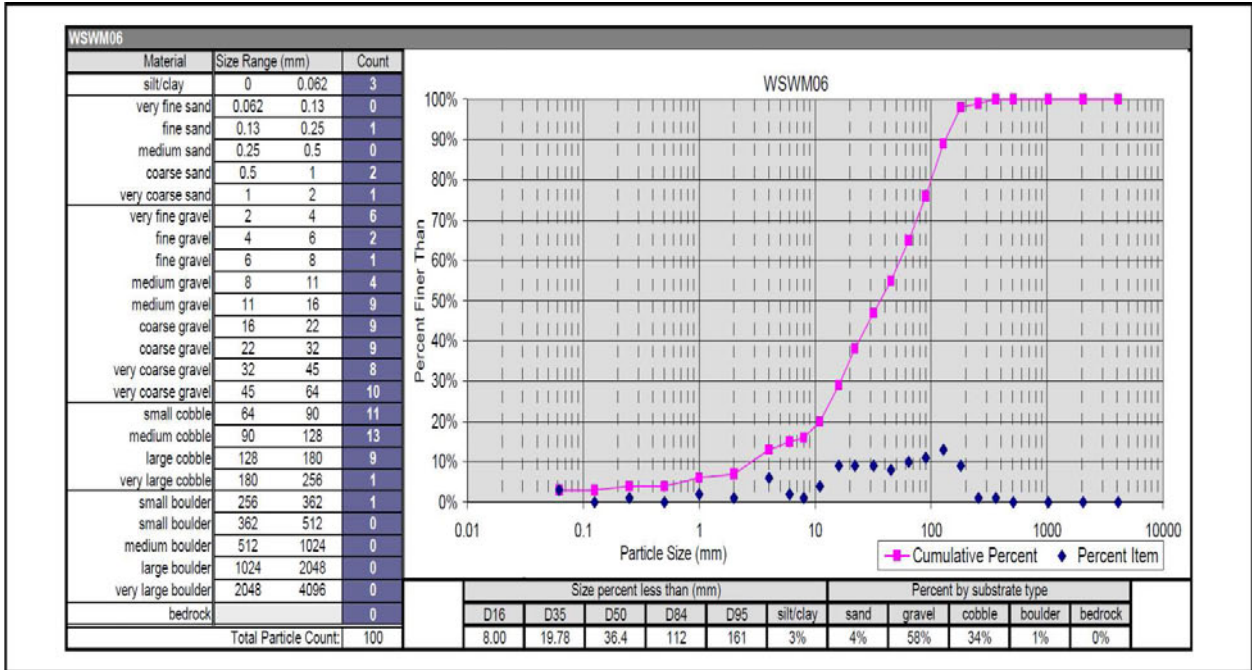 WSWM06
Material Size Range (mm) Count
silt/clay 0 0.062 3
very fine sand 0.062 0.13 0
fine sand 0.13 0.25 1
medium sand 0.25 0.5 0
coarse sand 0.5 1 2
very coarse sand 1 2 1
very fine gravel 2 4 6
fine gravel 4 6 2
fine gravel 6 8 1
medium gravel 8 11 4
medium gravel 11 16 9
coarse gravel 16 22 9
coarse gravel 22 32 9
very coarse gravel 32 45 8
very coarse gravel 45 64 10
small cobble 64 90 11
medium cobble 90 128 13
large cobble 128 180 9
very large cobble 180 256 1
small boulder 256 362 1
small boulder 362 512 0
medium boulder 512 1024 0
large boulder 1024 2048 0
very large boulder 2048 4096 0
bedrock 0
Total Particle Count: 100
WSWM06
Percent Finer Than
100%
90%
80%
70%
60%
50%
40%
30%
20%
10%
0%
0.01 0.1 1 10 100 1000 10000
Particle Size (mm)
Cumulative Percent Percent Item
Size percent less than (mm) Percent by substrate type
D16 D35 D50 D84 D95 silt/clay sand gravel cobble boulder bedrock
8.00 19.78 36.4 112 161 3% 4% 58% 34% 1% 0%